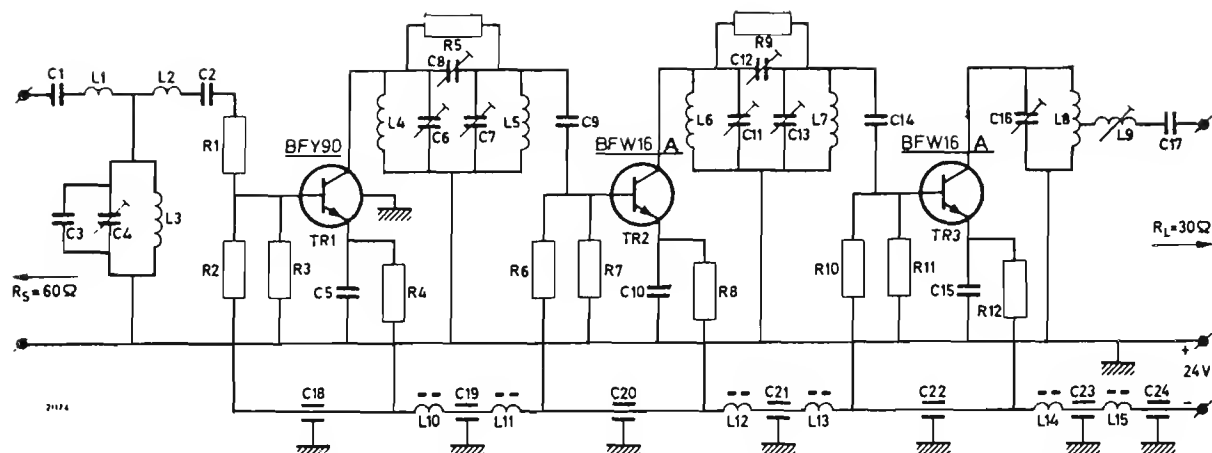 C1
L1
L2
C2
R1
C3
C4
L3
R2
R3
BFY90
TR1
C5
R4
R5
C8
L4
C6
C7
L5
C9
BFW16 A
TR2
R6
R7
C10
R8
R9
C12
L6
C11
C13
L7
C14
BFW16 A
TR3
R10
R11
C15
R12
C16
L8
L9
C17
RS=60Ω
RL=30Ω
+
24V
-
C18
L10
C19
L11
C20
L12
C21
L13
C22
L14
C23
L15
C24